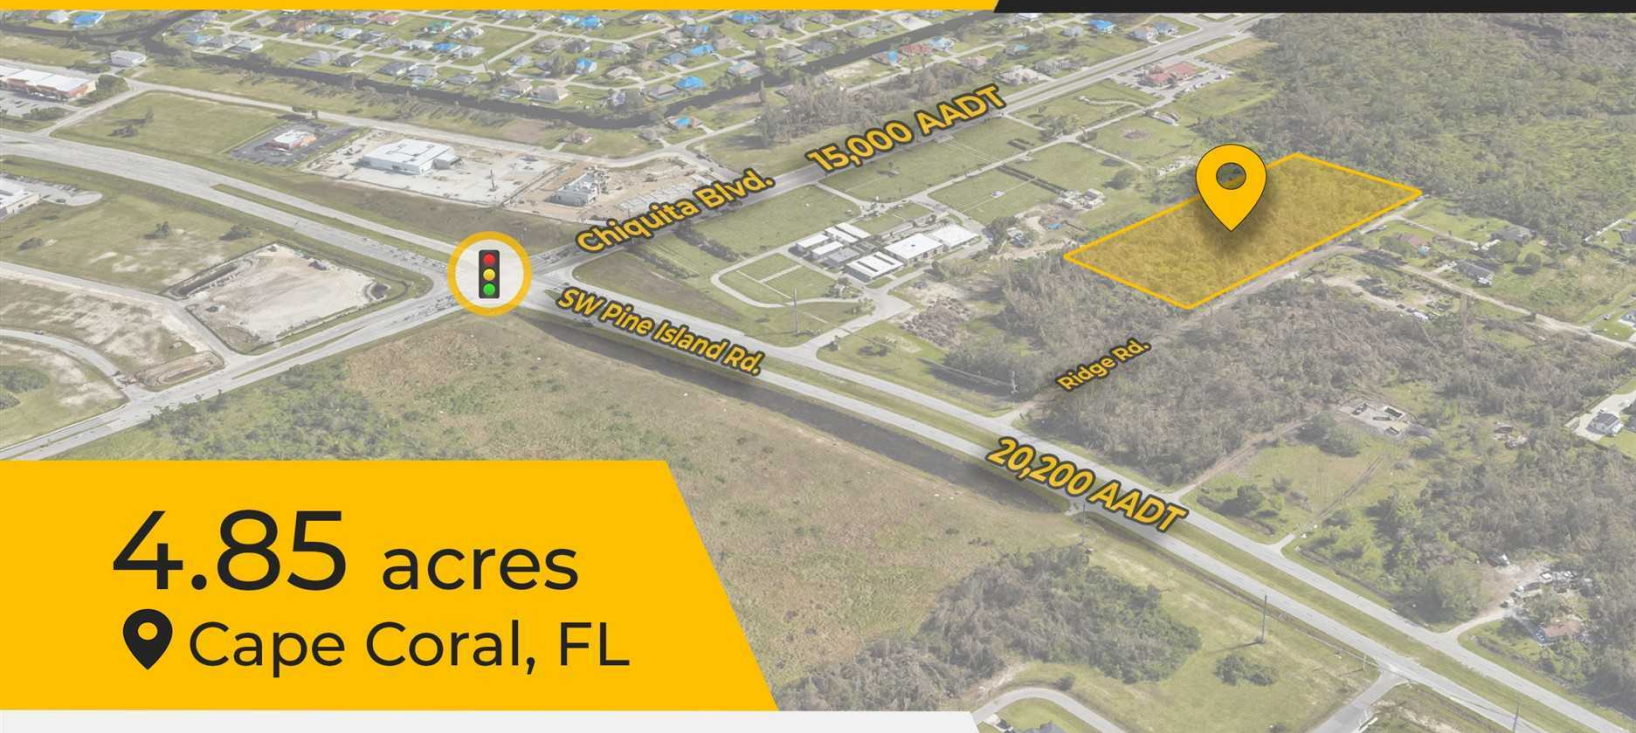 Chiquita Blvd.
15,000 AADT
SW Pine Island Rd.
Ridge Rd.
20,200 AADT
4.85 acres
Cape Coral, FL